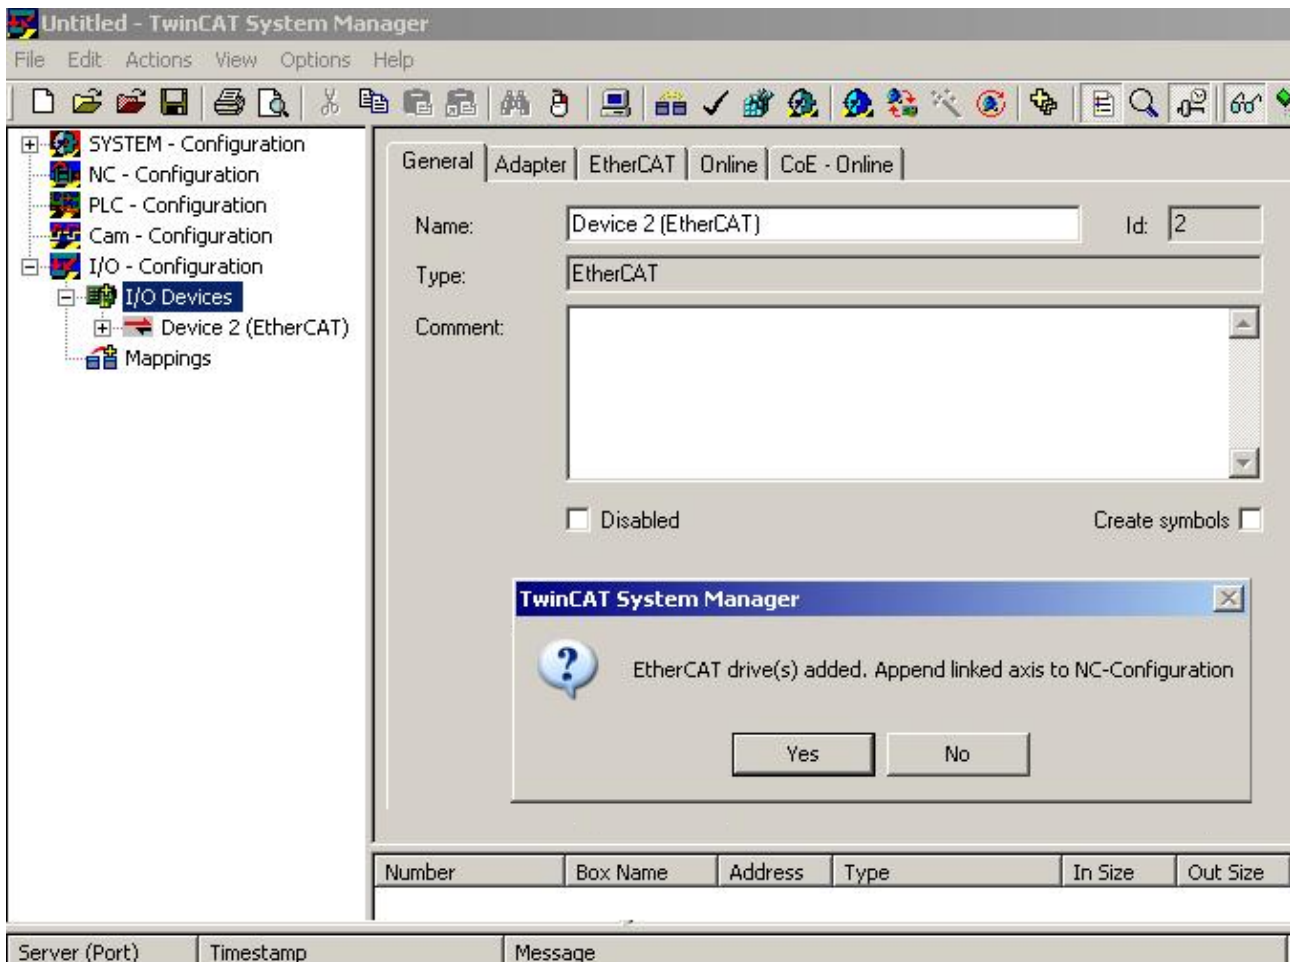 Untitled - TwinCAT System Manager
File Edit Actions View Options Help
SYSTEM - Configuration
NC - Configuration
PLC - Configuration
Cam - Configuration
I/O - Configuration
I/O Devices
Device 2 (EtherCAT)
Mappings
General Adapter EtherCAT Online CoE - Online
Name: Device 2 (EtherCAT) Id: 2
Type: EtherCAT
Comment:
Disabled Create symbols
TwinCAT System Manager
EtherCAT drive(s) added. Append linked axis to NC-Configuration
Yes No
Number Box Name Address Type In Size Out Size
Server (Port) Timestamp Message